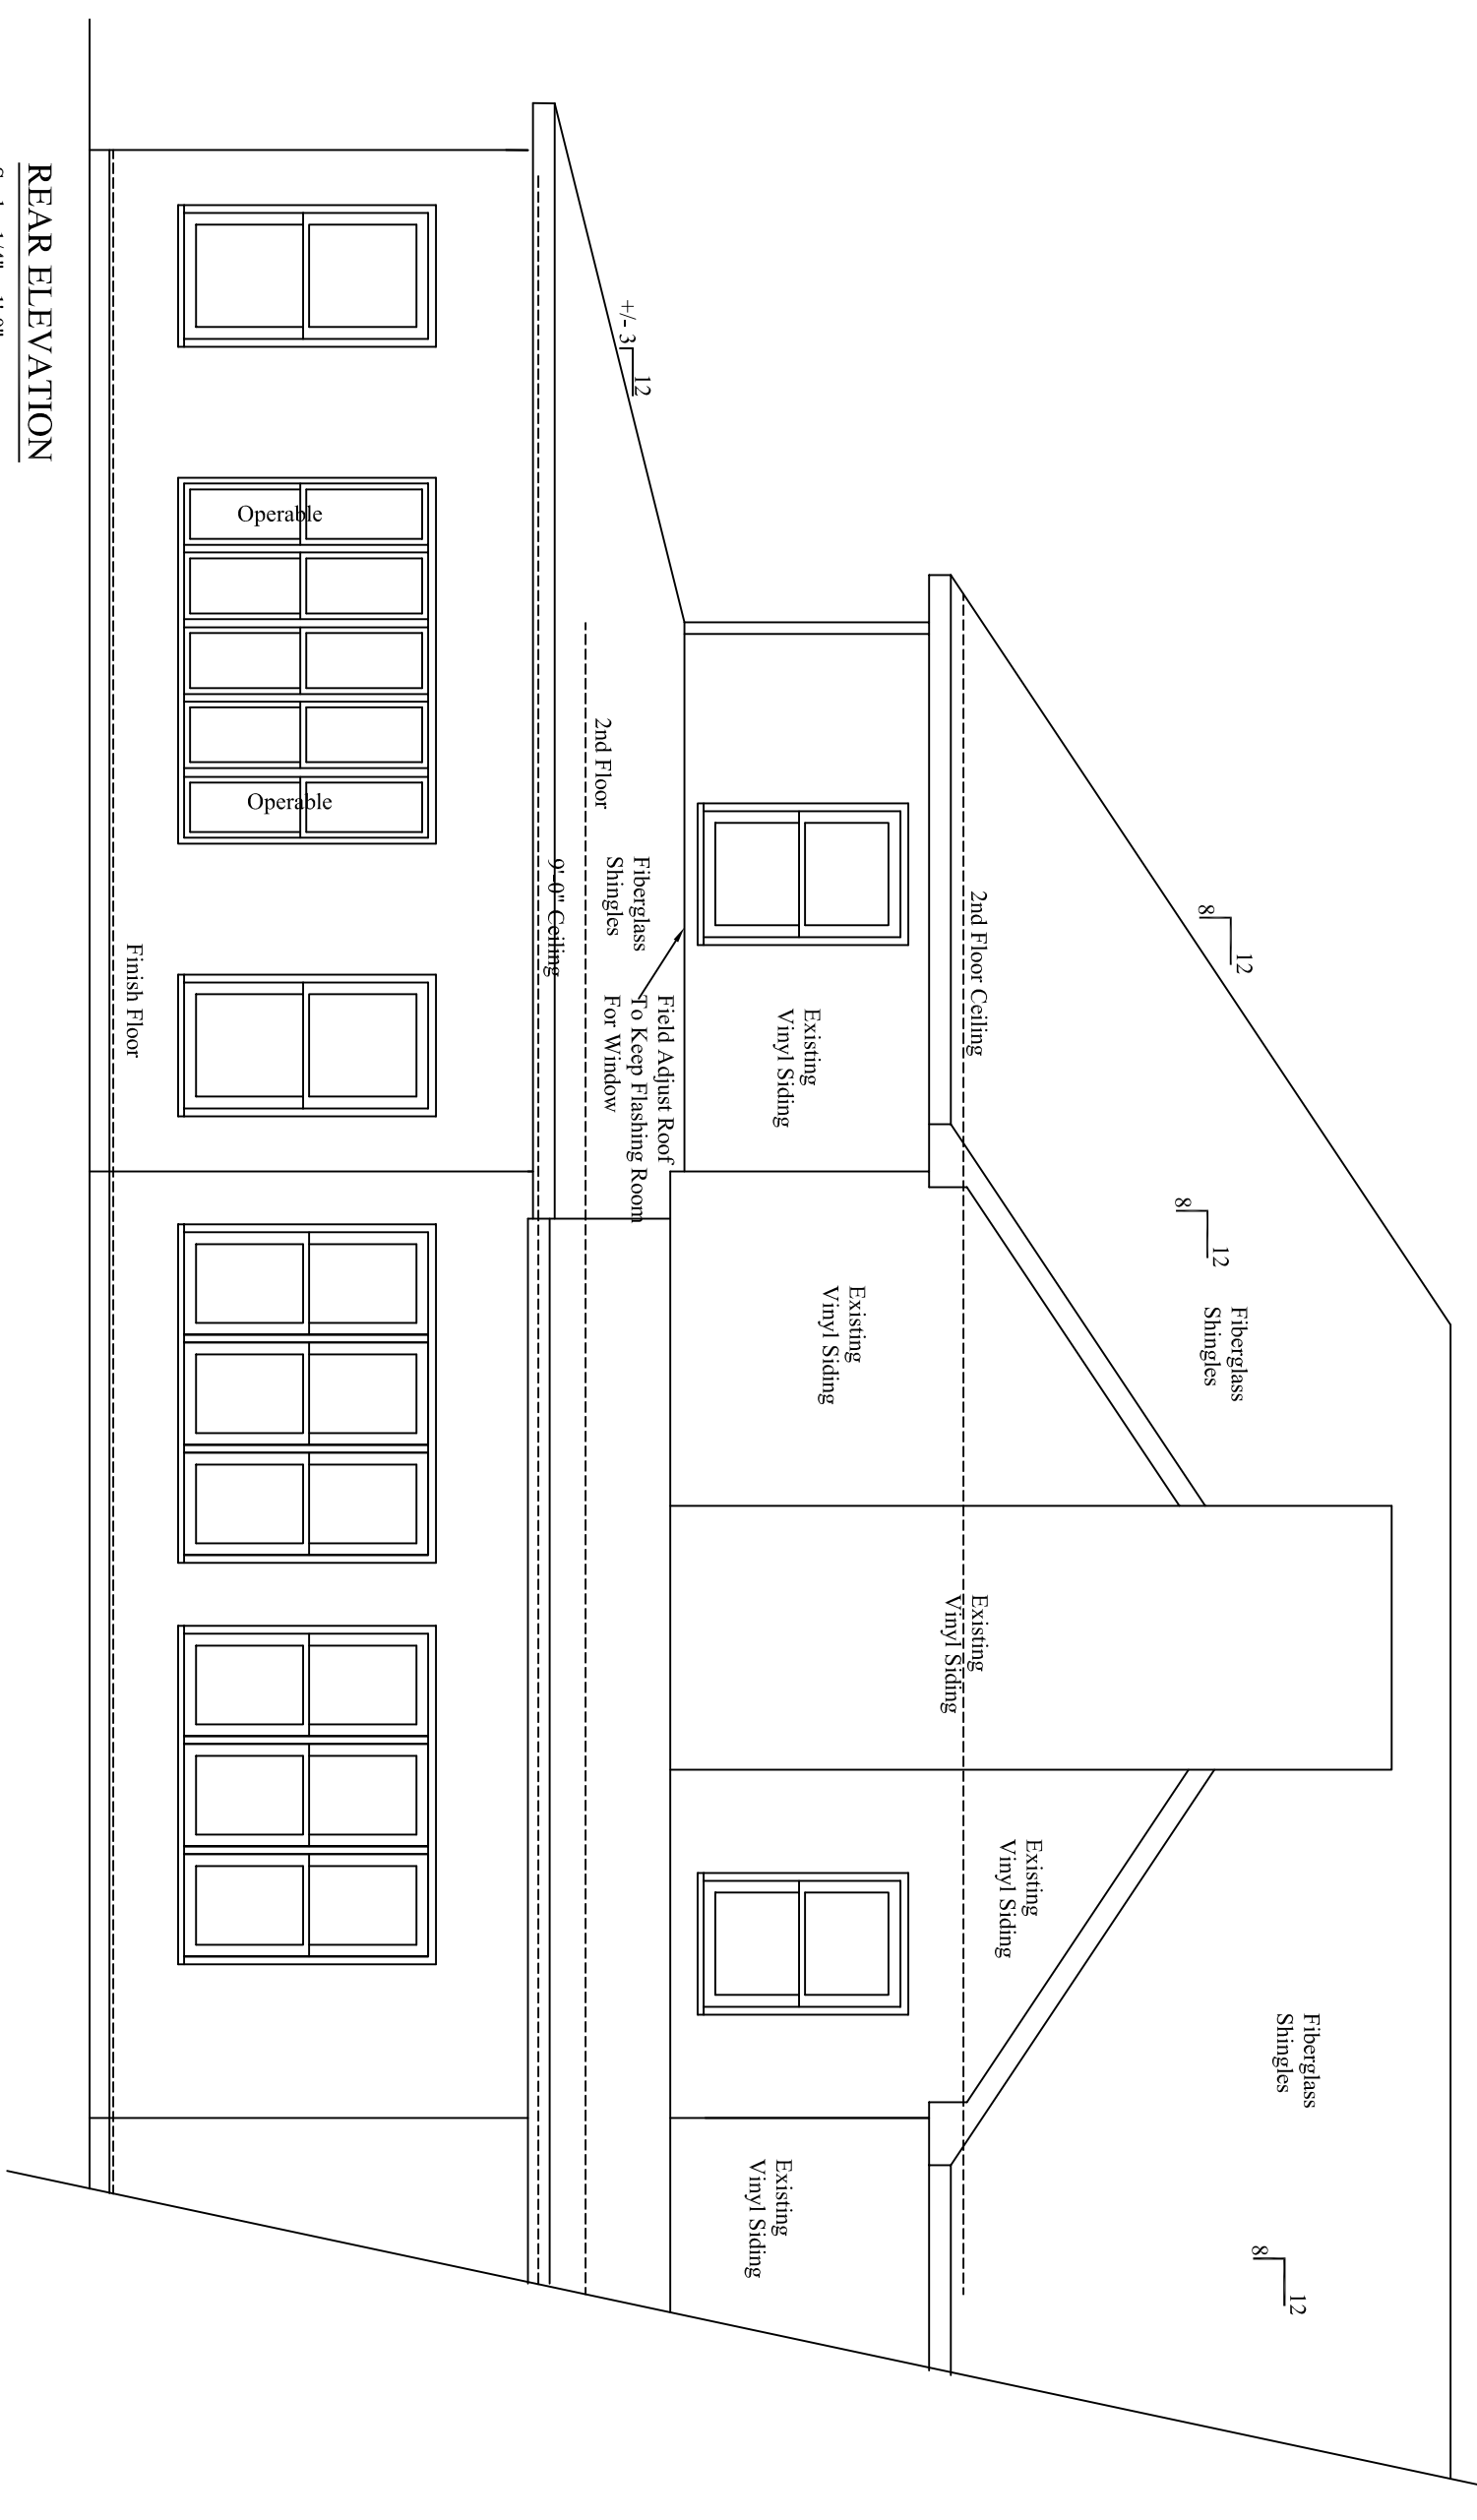 8
12
8
12
Fiberglass
Shingles
Fiberglass
Shingles
8
12
2nd Floor Ceiling
Existing
Vinyl Siding
Existing
Vinyl Siding
Existing
Vinyl Siding
Existing
Vinyl Siding
Existing
Vinyl Siding
+/- 3
12
2nd Floor
Fiberglass
Shingles
Field Adjust Roof
To Keep Flashing Room
For Window
9'-0" Ceiling
Operable
Operable
Finish Floor
REAR ELEVATION